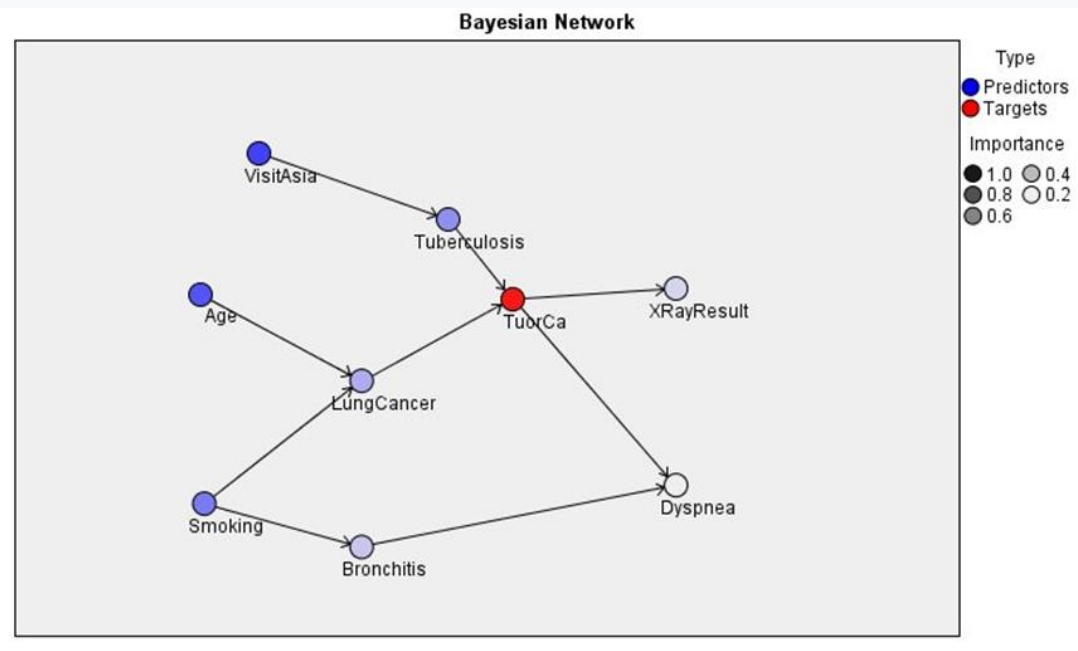 Bayesian Network
Type
Predictors
Targets
Importance
1.0 0.4
0.8 0.2
0.6
VisitAsia
Tuberculosis
Age
TuorCa
XRayResult
LungCancer
Smoking
Dyspnea
Bronchitis